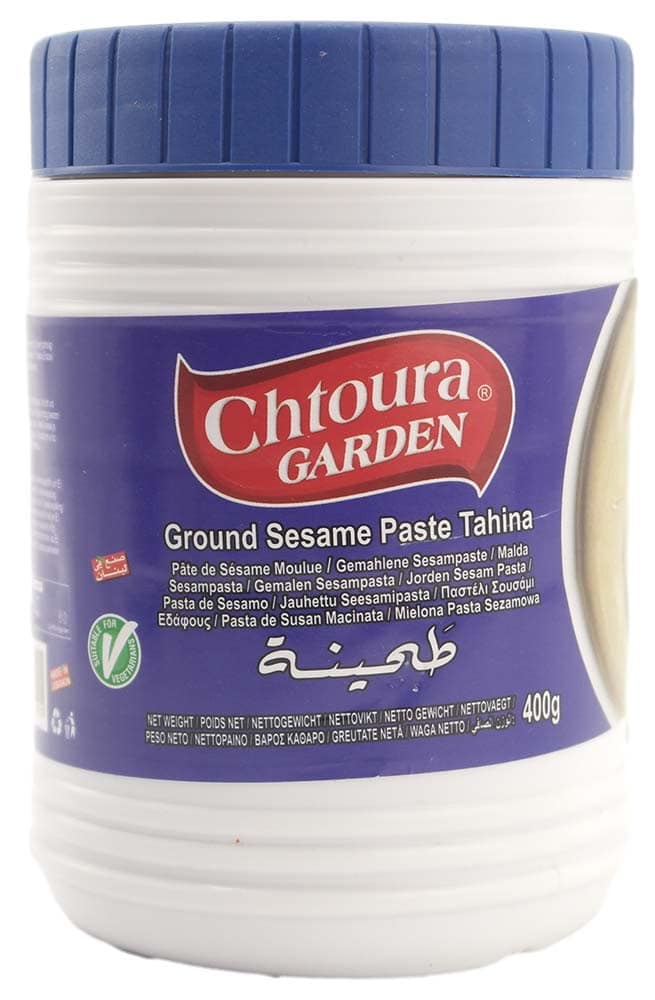 Chtoura®
GARDEN
Ground Sesame Paste Tahina
Pâte de Sésame Moulue / Gemahlene Sesampaste / Malda
Sesampasta / Gemalen Sesampasta / Jorden Sesam Pasta /
Pasta de Sesamo / Jauhettu Seesamipasta / Παστέλι Σουσάμι
Εδάφους / Pasta de Susan Macinata / Mielona Pasta Sezamowa
طحينة
صنع في
لبنان
SUITABLE FOR
VEGETARIANS
MADE IN
LEBANON
NET WEIGHT / POIDS NET / NETTOGEWICHT / NETTOVIKT / NETTO GEWICHT / NETTOVAEGT /
PESO NETO / NETTOPAINO / ΒΑΡΟΣ ΚΑΘΑΡΟ / GREUTATE NETĂ / WAGA NETTO / الوزن الصافي
400g